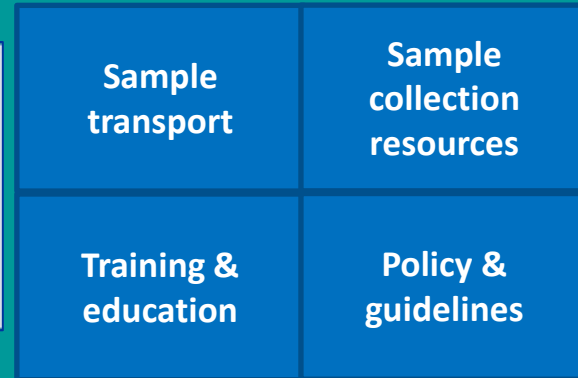 Sample
transport
Sample
collection
resources
Training &
education
Policy &
guidelines